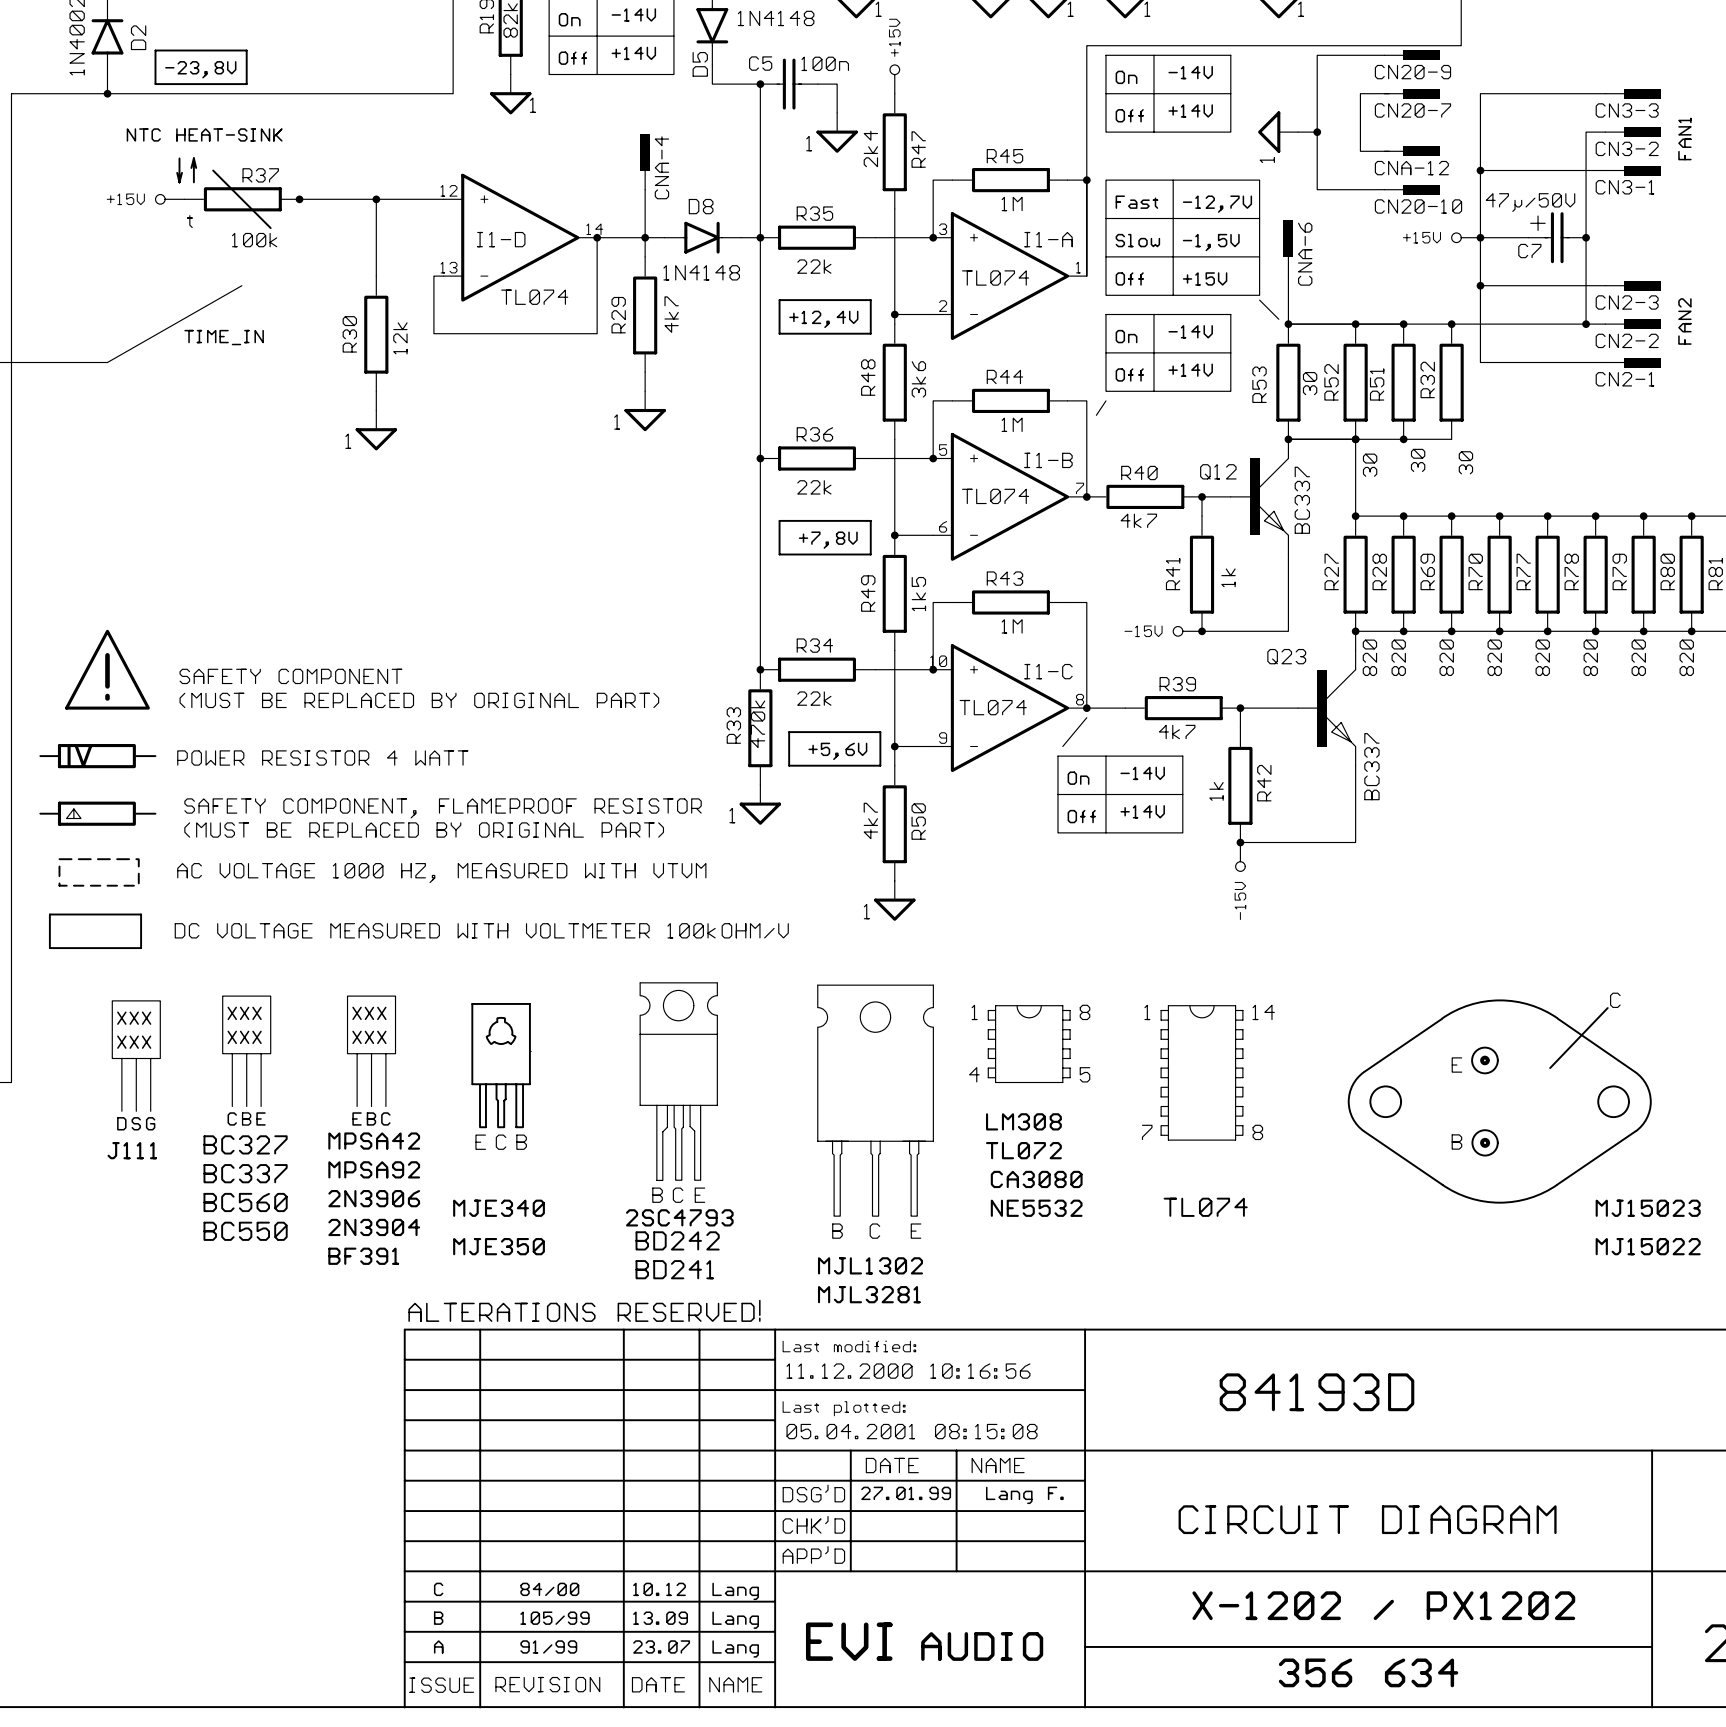 1N4002
D2
-23,8V
R19
82k
1
On -14V
Off +14V
1N4148
D5
C5 100n
1
+15V
1 1 1 1 1
2k4
R47
On -14V
Off +14V
1
CN20-9
CN20-7
CNA-12
CN20-10
CN3-3
CN3-2
CN3-1
FAN1
NTC HEAT-SINK
R37
+15V
t
100k
12
13
14
I1-D
TL074
CNA-4
D8
1N4148
R35
22k
R45
1M
3
2
1
I1-A
TL074
Fast -12,7V
Slow -1,5V
Off +15V
CNA-6
47µ/50V
+
+15V
C7
CN2-3
CN2-2
CN2-1
FAN2
TIME_IN
R30
12k
1
R29
4k7
1
+12,4V
R48
3k6
On -14V
Off +14V
R53
30
R52
R51
R32
30
30
30
R36
22k
R44
1M
5
6
7
I1-B
TL074
+7,8V
R40
4k7
Q12
BC337
R41
1k
-15V
R49
1k5
R43
1M
R27
R28
R69
R70
R77
R78
R79
R80
R81
820
820
820
820
820
820
820
820
R34
22k
10
9
8
I1-C
TL074
+5,6V
R33
470k
1
R39
4k7
Q23
BC337
On -14V
Off +14V
1k
R42
-15V
4k7
R50
1
!
SAFETY COMPONENT
(MUST BE REPLACED BY ORIGINAL PART)
POWER RESISTOR 4 WATT
SAFETY COMPONENT, FLAMEPROOF RESISTOR
(MUST BE REPLACED BY ORIGINAL PART)
AC VOLTAGE 1000 HZ, MEASURED WITH VTVM
DC VOLTAGE MEASURED WITH VOLTMETER 100kOHM/V
XXX
XXX
DSG
J111
XXX
XXX
CBE
BC327
BC337
BC560
BC550
XXX
XXX
EBC
MPSA42
MPSA92
2N3906
2N3904
BF391
E C B
MJE340
MJE350
B C E
2SC4793
BD242
BD241
B C E
MJL1302
MJL3281
1 8
4 5
LM308
TL072
CA3080
NE5532
1 14
7 8
TL074
C
E
B
MJ15023
MJ15022
ALTERATIONS RESERVED!
Last modified:
11.12.2000 10:16:56
Last plotted:
05.04.2001 08:15:08
84193D
DATE NAME
DSG'D 27.01.99 Lang F.
CHK'D
APP'D
CIRCUIT DIAGRAM
C 84/00 10.12 Lang
B 105/99 13.09 Lang
A 91/99 23.07 Lang
ISSUE REVISION DATE NAME
EVI AUDIO
X-1202 / PX1202
356 634